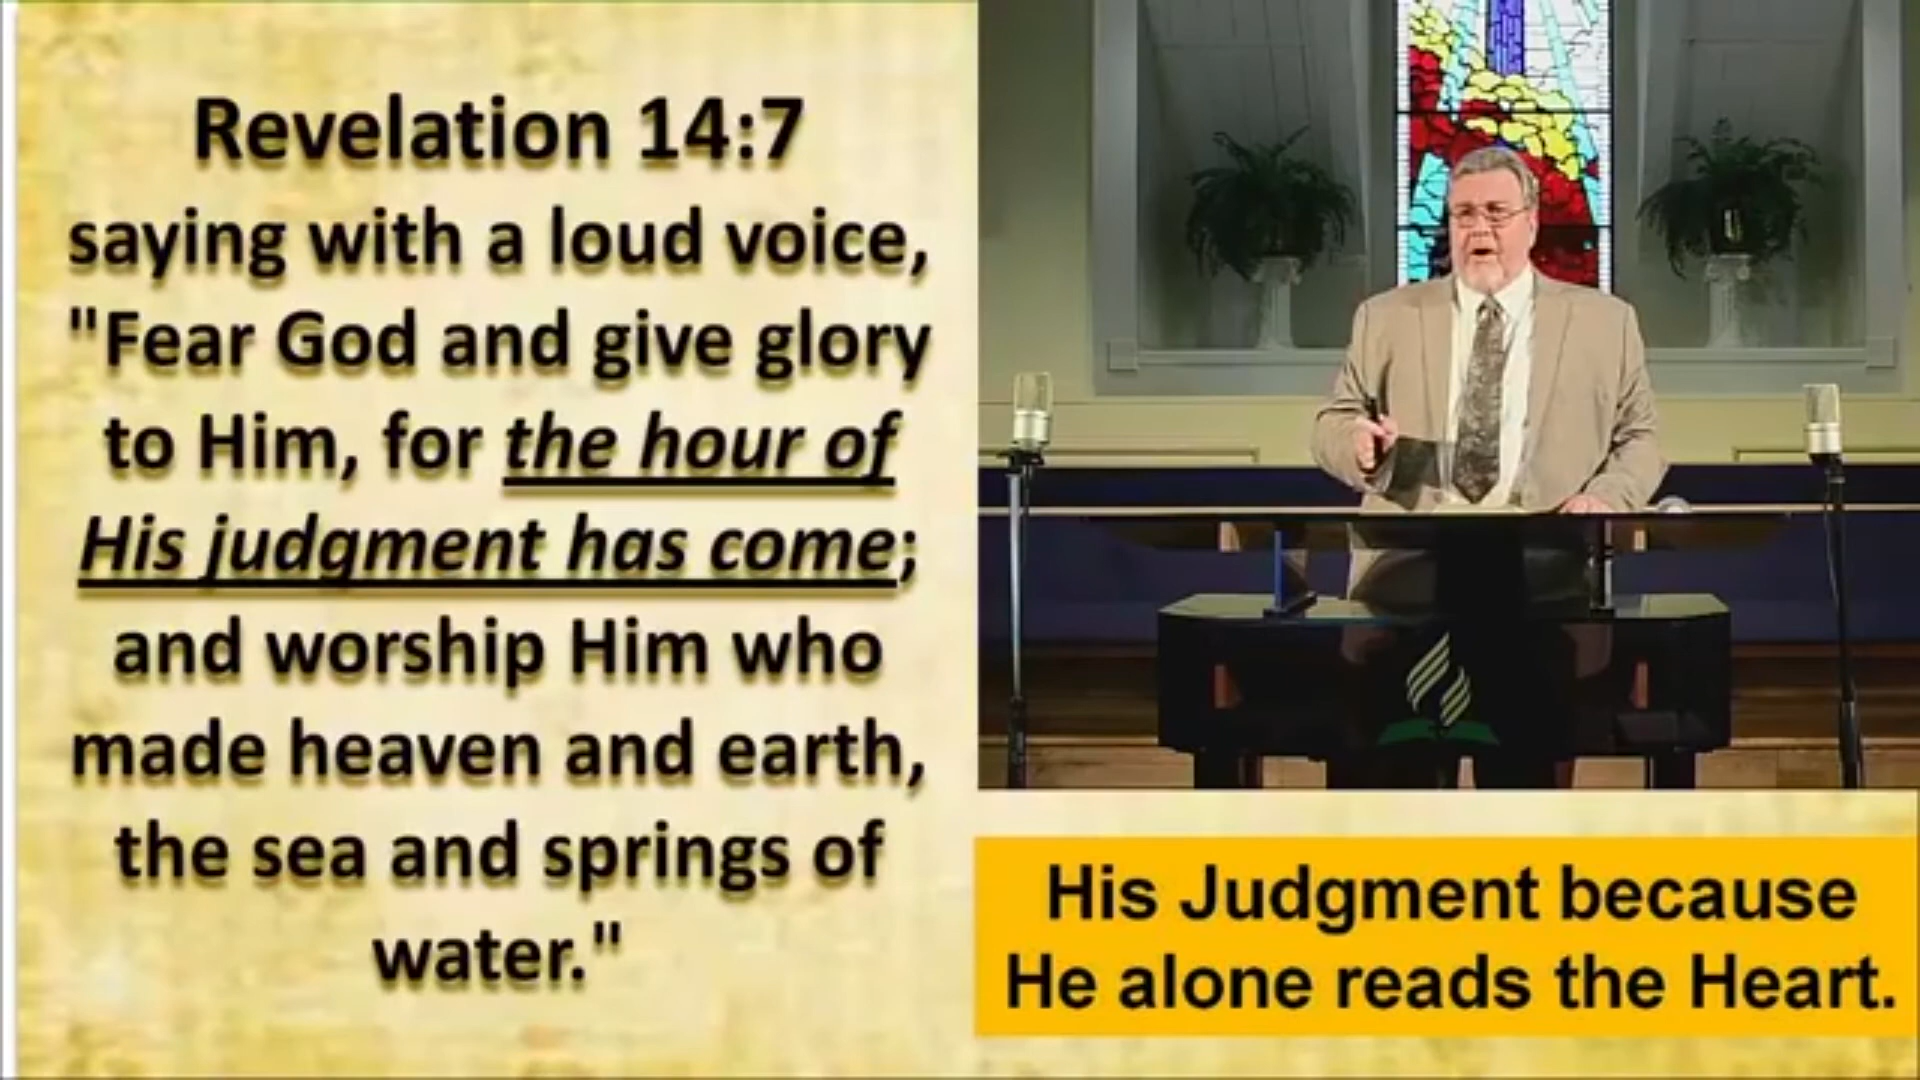 Revelation 14:7
saying with a loud voice,
"Fear God and give glory
to Him, for the hour of
His judgment has come;
and worship Him who
made heaven and earth,
the sea and springs of
water."
His Judgment because
He alone reads the Heart.